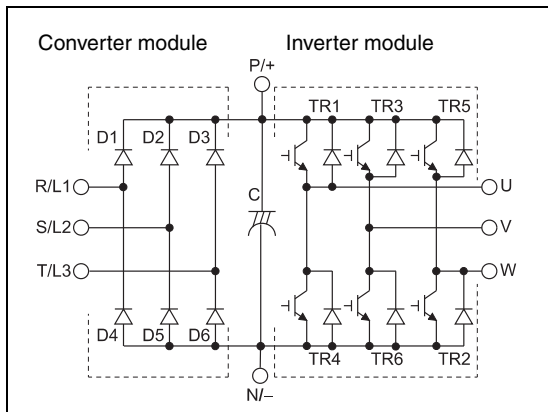 Converter module
Inverter module
P/+
D1 D2 D3
TR1 TR3 TR5
R/L1
S/L2
T/L3
C
U
V
W
D4 D5 D6
TR4 TR6 TR2
N/–